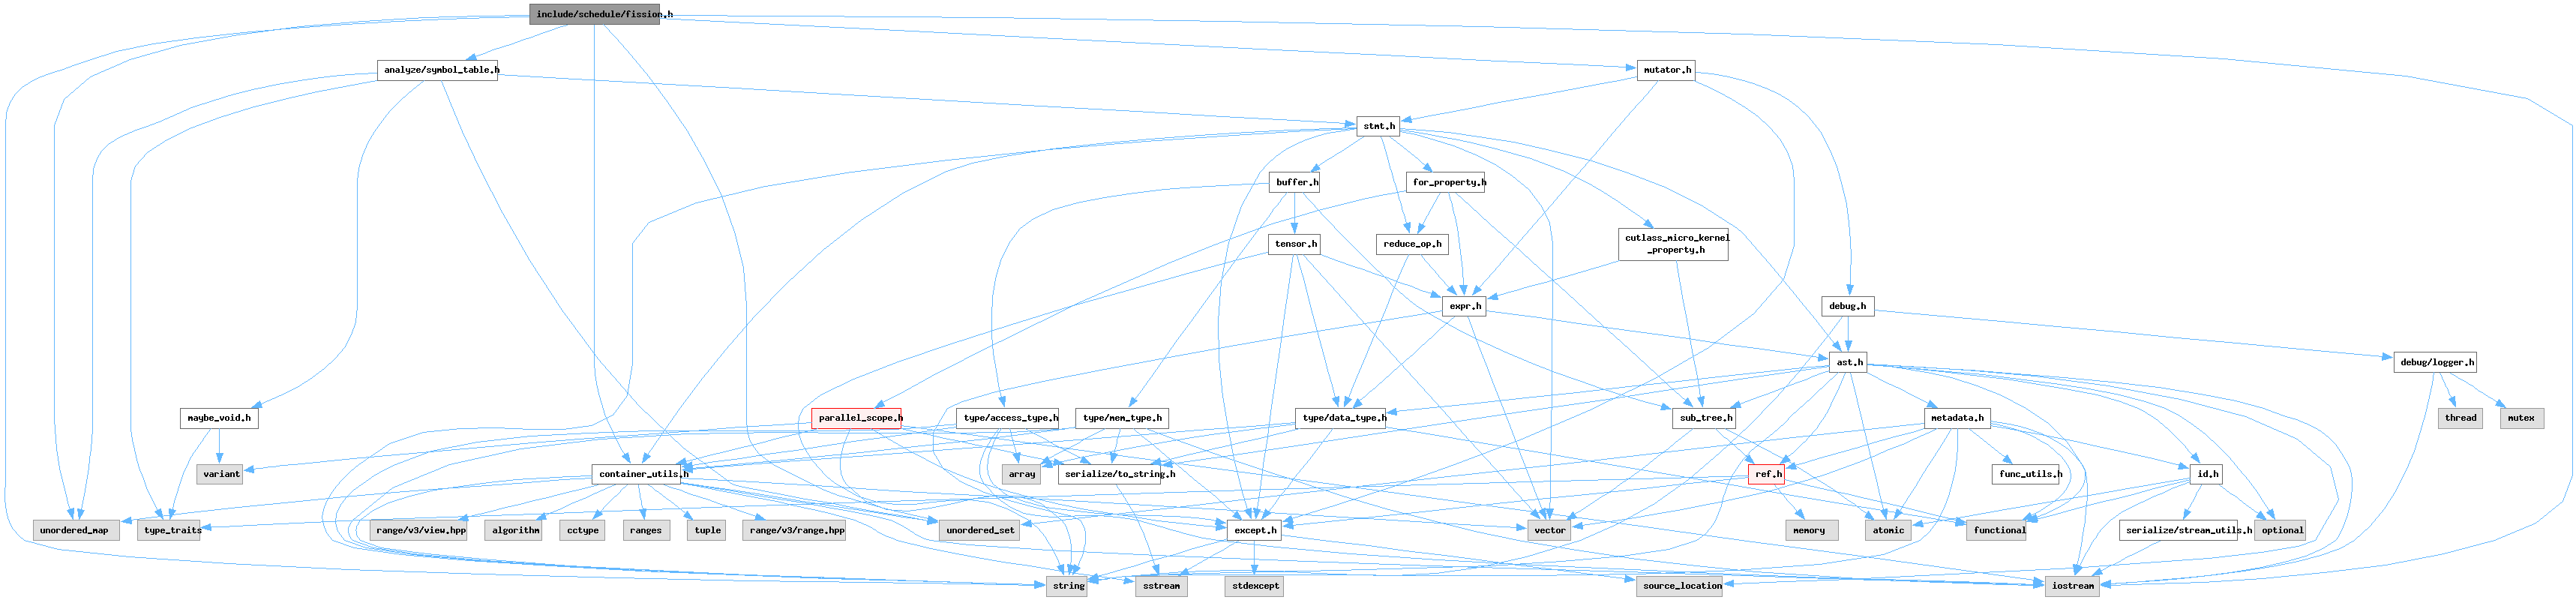 include/schedule/fission.h
analyze/symbol_table.h
mutator.h
stmt.h
buffer.h
for_property.h
tensor.h
reduce_op.h
cutlass_micro_kernel
_property.h
expr.h
debug.h
ast.h
debug/logger.h
maybe_void.h
parallel_scope.h
type/access_type.h
type/mem_type.h
type/data_type.h
sub_tree.h
metadata.h
thread
mutex
variant
container_utils.h
array
serialize/to_string.h
ref.h
func_utils.h
id.h
unordered_map
type_traits
range/v3/view.hpp
algorithm
cctype
ranges
tuple
range/v3/range.hpp
unordered_set
except.h
vector
memory
atomic
functional
serialize/stream_utils.h
optional
string
sstream
stdexcept
source_location
iostream